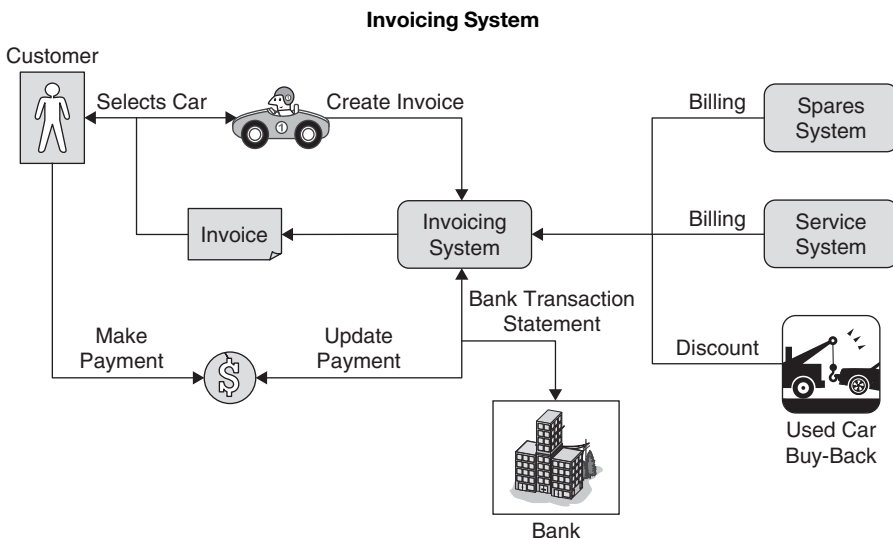 Invoicing System
Customer
Selects Car
1
Create Invoice
Billing
Spares
System
Invoice
Invoicing
System
Billing
Service
System
Bank Transaction
Statement
Make
Payment
$
Update
Payment
Discount
Used Car
Buy-Back
Bank